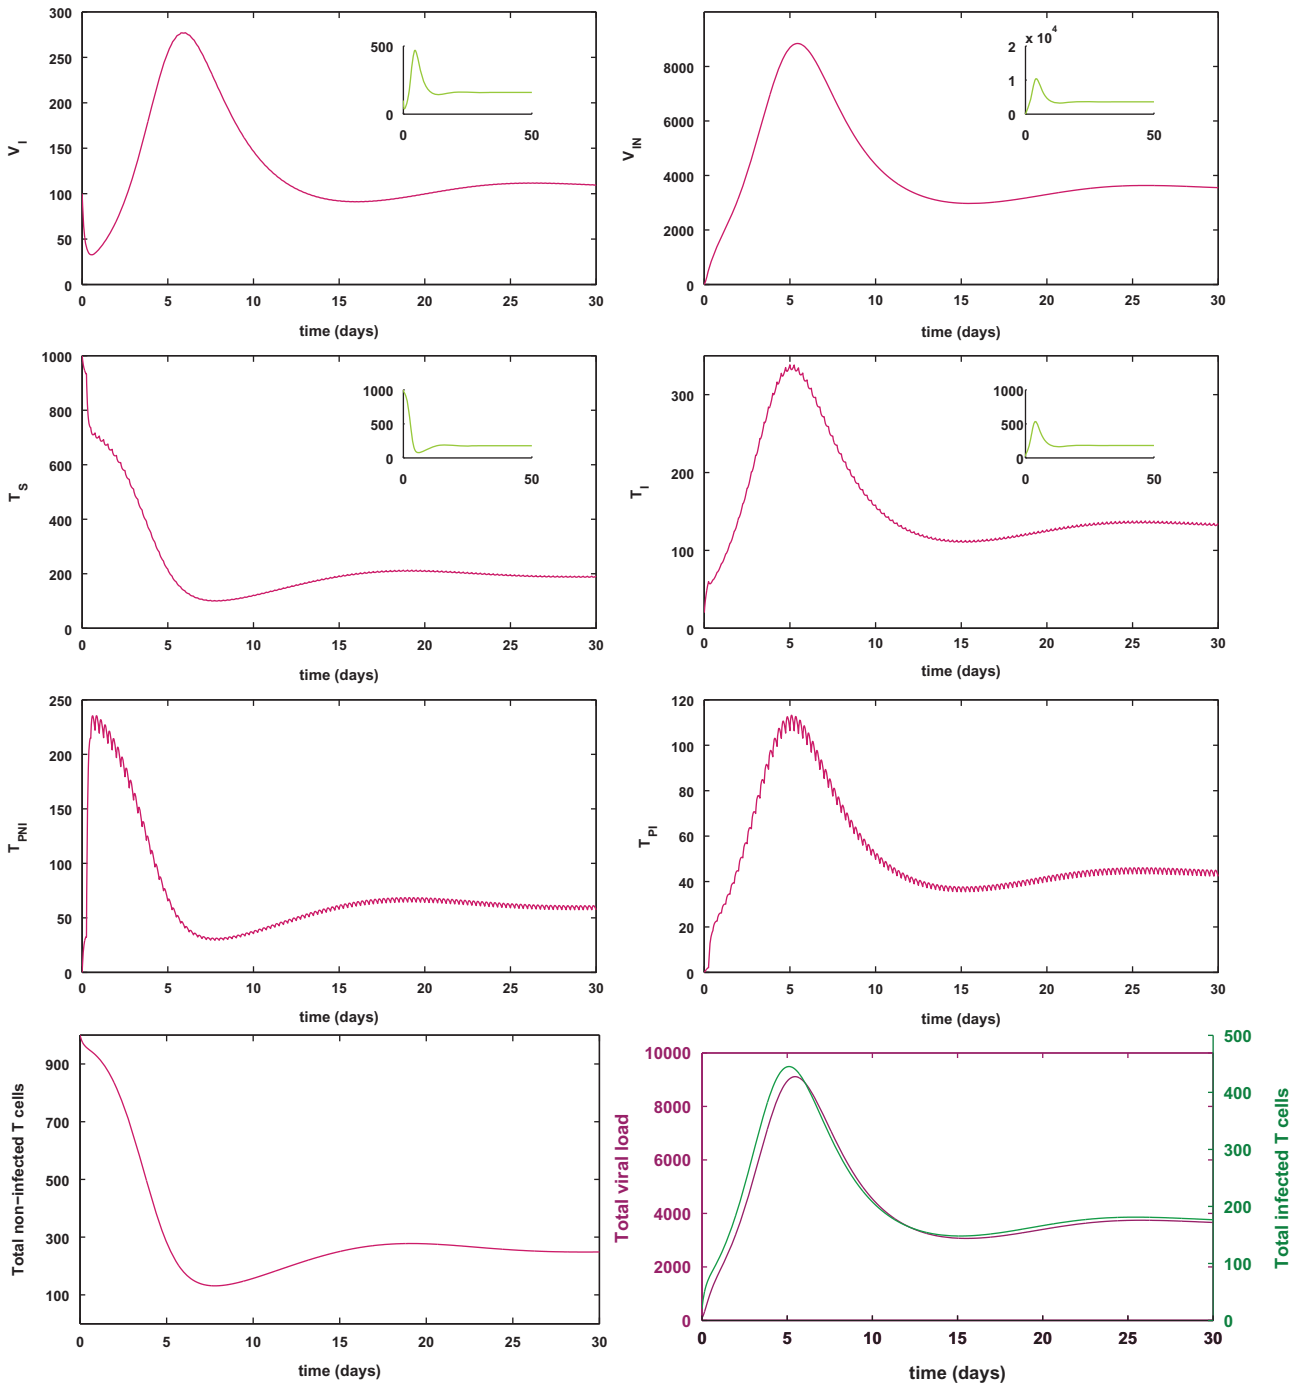 300
250
200
150
100
50
0
V_I
0 5 10 15 20 25 30
time (days)
500
0
0 50
8000
6000
4000
2000
0
V_IN
0 5 10 15 20 25 30
time (days)
x 10^4
2
1
0
0 50
1000
800
600
400
200
0
T_S
0 5 10 15 20 25 30
time (days)
1000
500
0
0 50
300
200
100
0
T_I
0 5 10 15 20 25 30
time (days)
1000
500
0
0 50
250
200
150
100
50
0
T_PNI
0 5 10 15 20 25 30
time (days)
120
100
80
60
40
20
0
T_PI
0 5 10 15 20 25 30
time (days)
900
700
500
300
100
Total non−infected T cells
0 5 10 15 20 25 30
time (days)
10000
8000
6000
4000
2000
0
Total viral load
0 5 10 15 20 25 30
time (days)
500
400
300
200
100
0
Total infected T cells